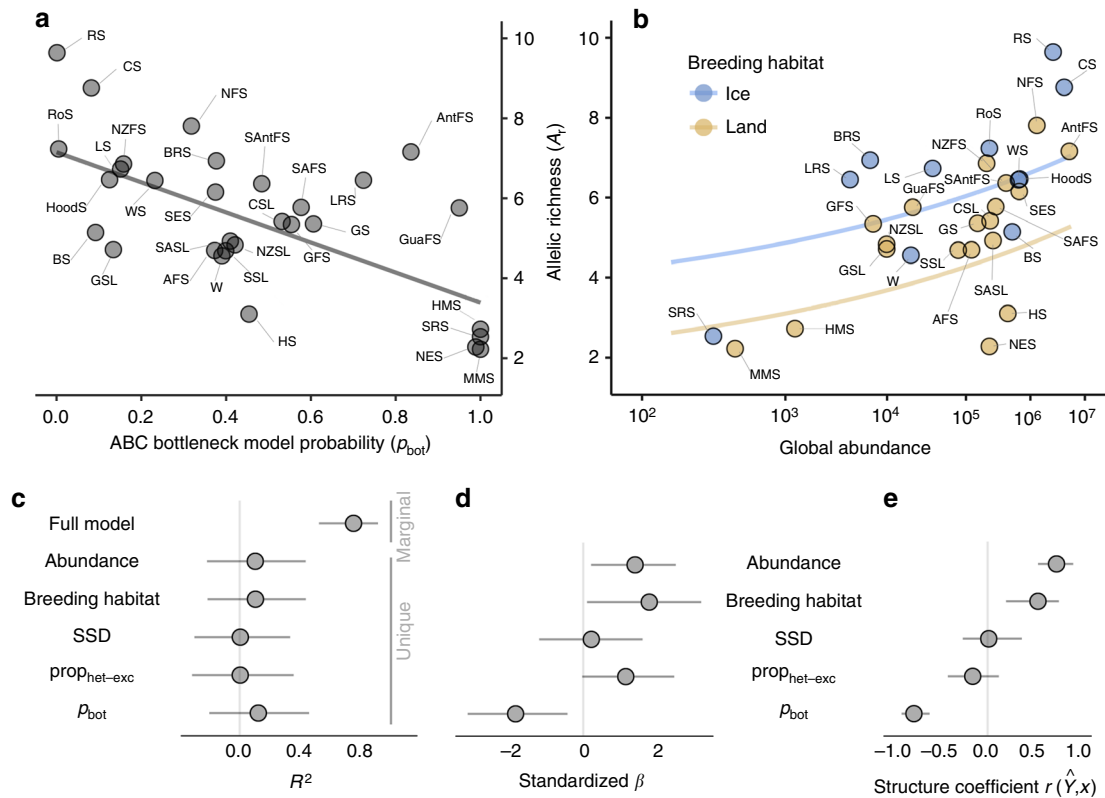 a
RS
CS
RoS
NZFS
LS
NFS
BRS
SAntFS
AntFS
SAFS
LRS
HoodS
WS
SES
CSL
GS
GuaFS
BS
GSL
SASL
AFS
W
SSL
NZSL
GFS
HS
HMS
SRS
NES
MMS
10
8
6
4
2
0.0
0.2
0.4
0.6
0.8
1.0
ABC bottleneck model probability (pbot)
Allelic richness (Ar)
b
Breeding habitat
Ice
Land
RS
CS
NFS
RoS
AntFS
NZFS
WS
BRS
LRS
LS
SAntFS
HoodS
GuaFS
GFS
CSL
SES
NZSL
GS
SAFS
GSL
W
SSL
BS
AFS
SASL
SRS
HMS
HS
NES
MMS
10
8
6
4
2
10²
10³
10⁴
10⁵
10⁶
10⁷
Global abundance
c
Full model
Abundance
Breeding habitat
SSD
prophet–exc
pbot
Marginal
Unique
0.0
0.4
0.8
R²
d
−2
0
2
Standardized β
e
Abundance
Breeding habitat
SSD
prophet–exc
pbot
−1.0
−0.5
0.0
0.5
1.0
Structure coefficient r (Ŷ,x)